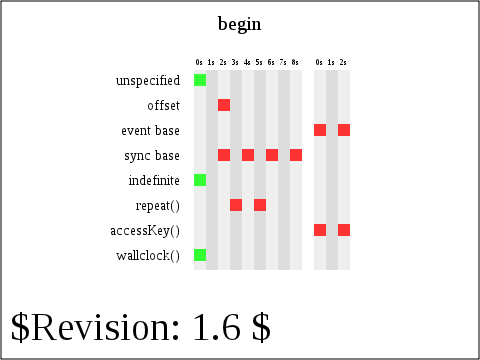 begin
0s 1s 2s 3s 4s 5s 6s 7s 8s 0s 1s 2s
unspecified
offset
event base
sync base
indefinite
repeat()
accessKey()
wallclock()
$Revision: 1.6 $